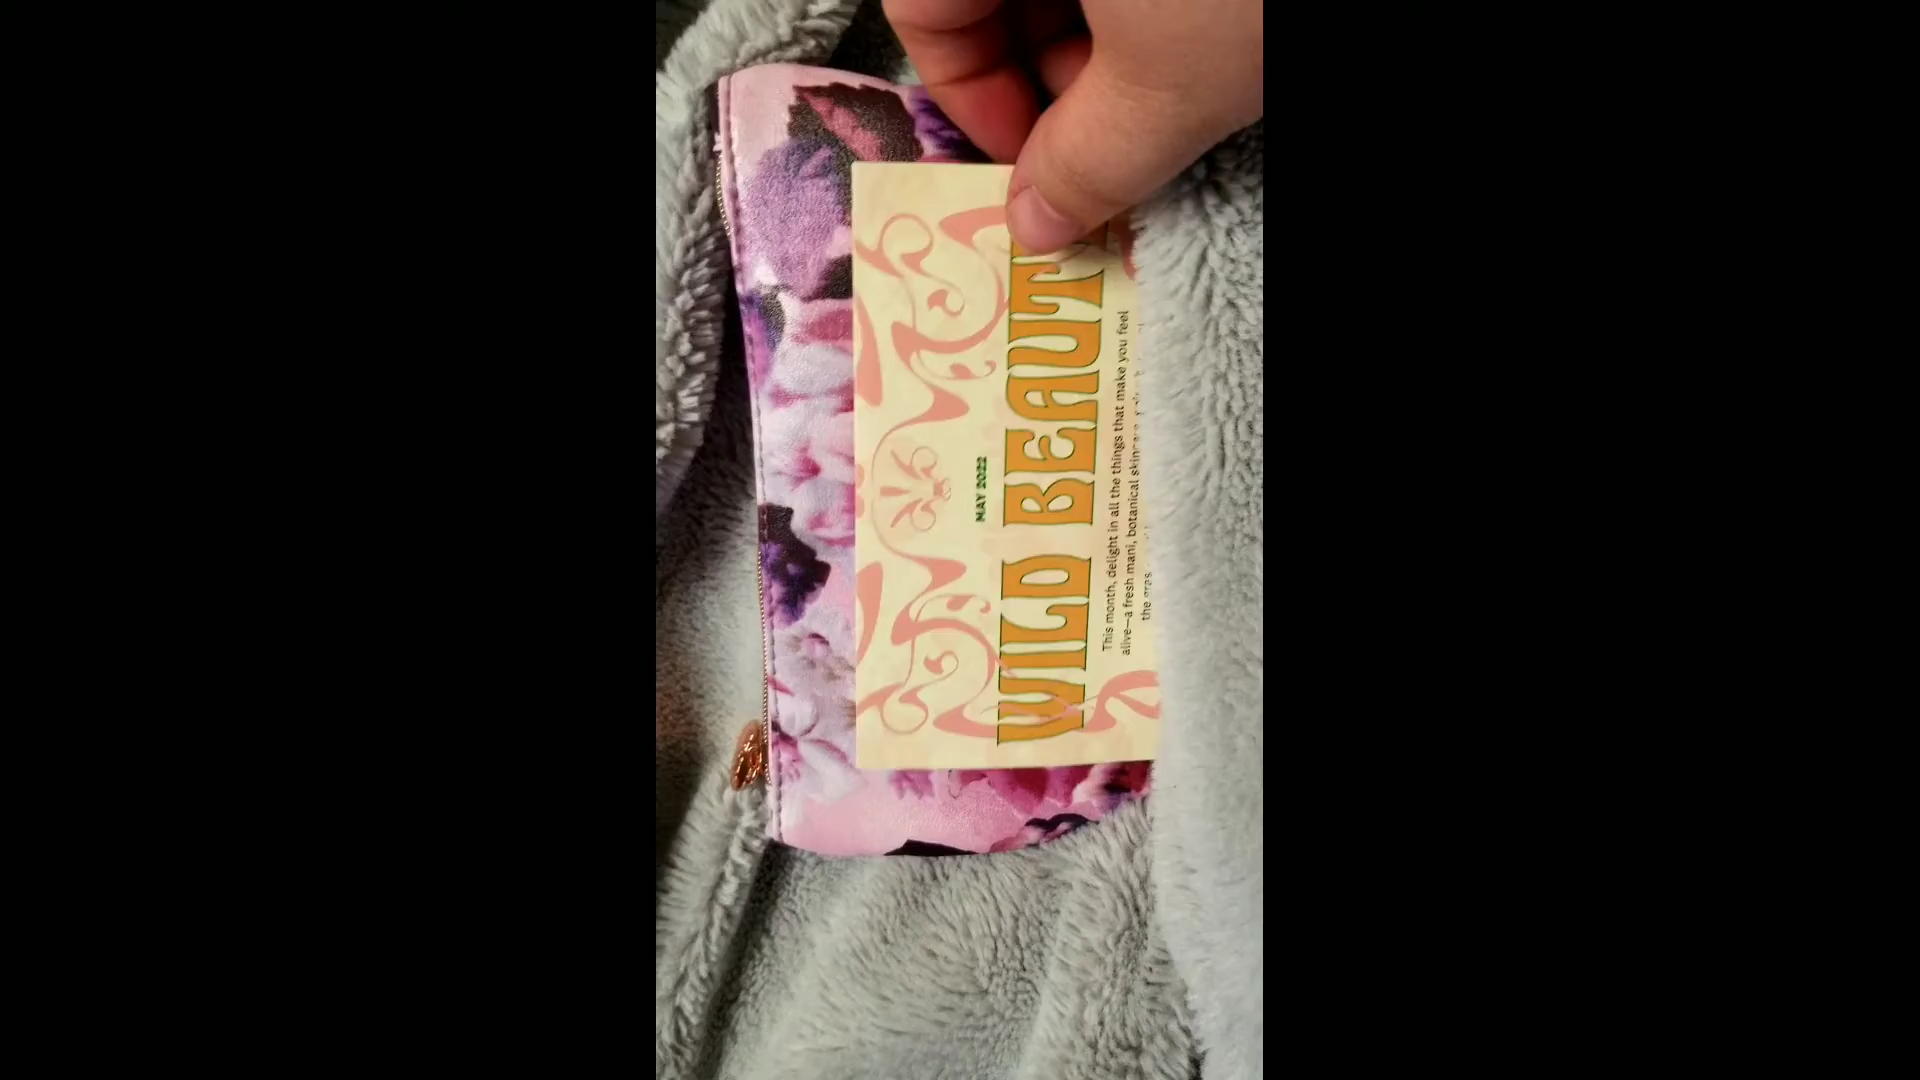 MAY 2022
WILD BEAUT
This month, delight in all the things that make you feel
alive—a fresh mani, botanical skincare,
the